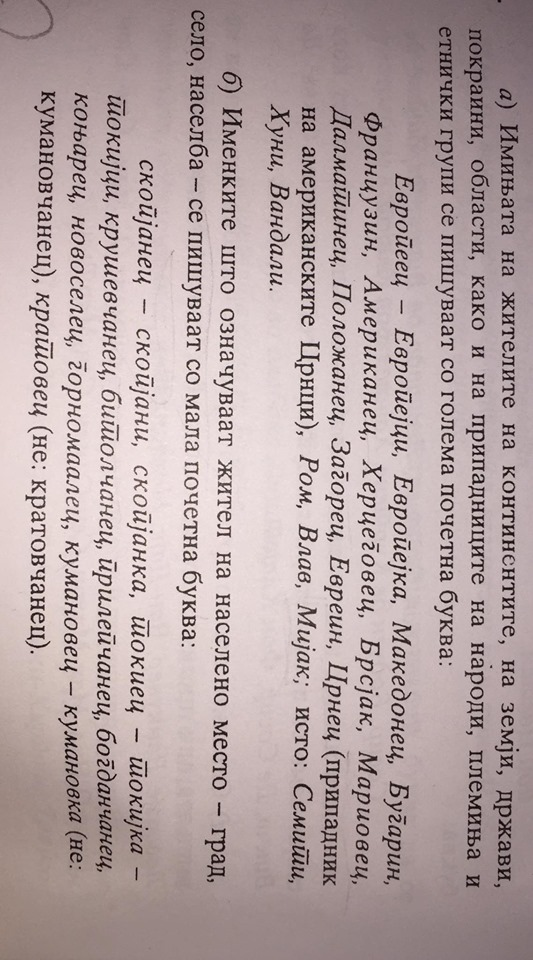 а) Имињата на жителите на континентите, на земји, држави,
покраини, области, како и на припадниците на народи, племиња и
етнички групи се пишуваат со голема почетна буква:
Европеец – Европејци, Европејка, Македонец, Бугарин,
Французин, Американец, Херцеговец, Брсјак, Мариовец,
Далматинец, Положанец, Загорец, Евреин, Црнец (припадник
на американските Црнци), Ром, Влав, Мијак; исто: Семити,
Хуни, Вандали.
б) Именките што означуваат жител на населено место – град,
село, населба – се пишуваат со мала почетна буква:
скопјанец – скопјани, скопјанка, токиец – токијка –
токијци, крушевчанец, битолчанец, прилепчанец, богданчанец,
коњарец, новоселец, горномаалец, кумановец – кумановка (не:
кумановчанец), кратовец (не: кратовчанец).